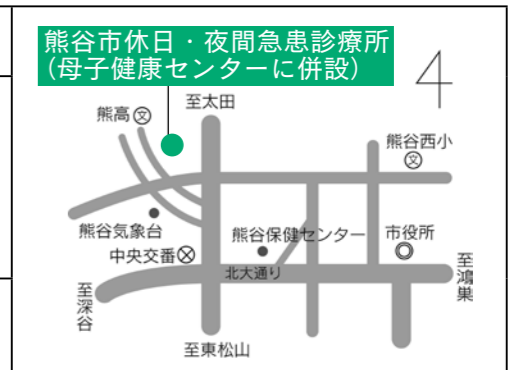 熊谷市休日・夜間急患診療所
(母子健康センターに併設)
至太田
熊高文
熊谷西小
文
熊谷気象台
熊谷保健センター
市役所
中央交番
北大通り
至鴻巣
至深谷
至東松山